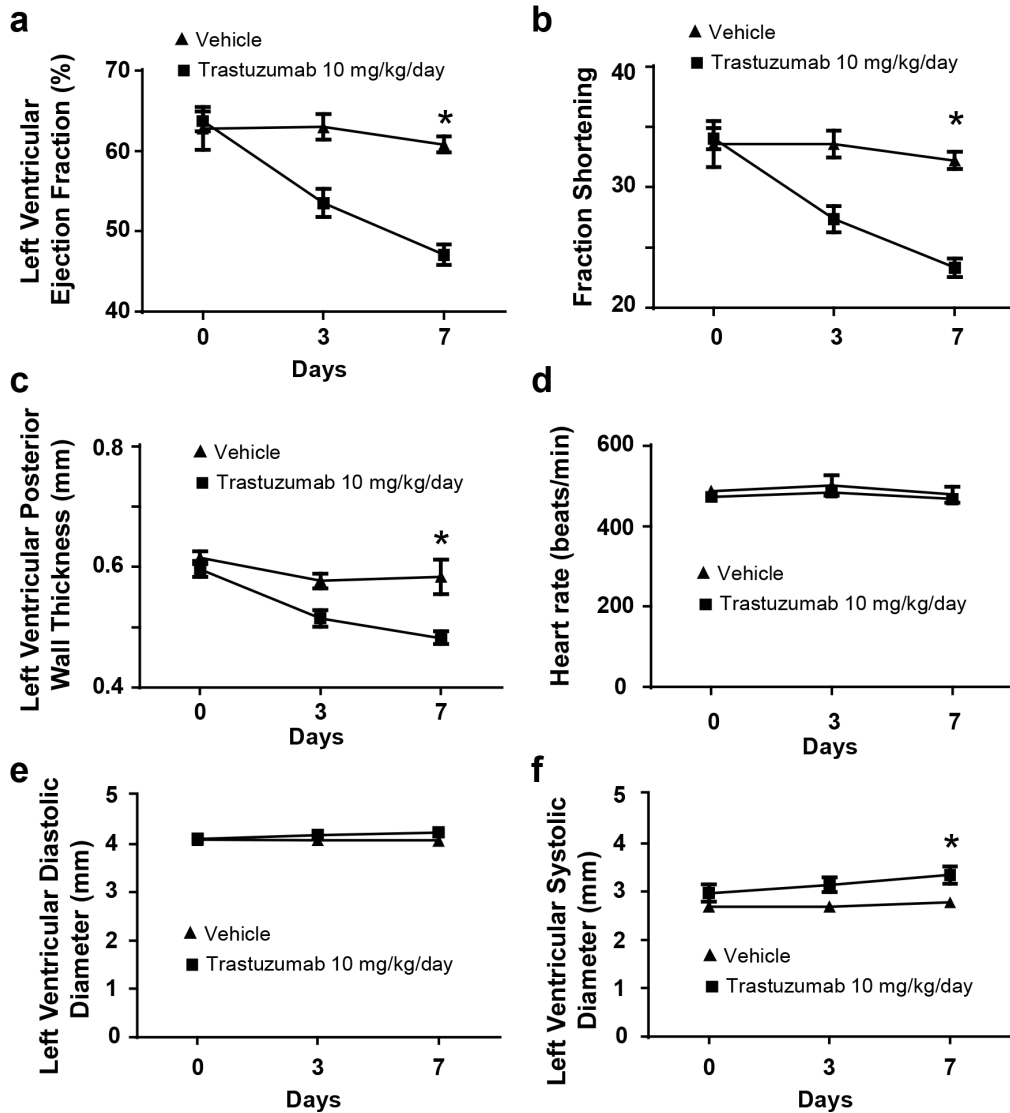 a
▲ Vehicle
■ Trastuzumab 10 mg/kg/day
Left Ventricular
Ejection Fraction (%)
70
60
50
40
*
0 3 7
Days
b
▲ Vehicle
■ Trastuzumab 10 mg/kg/day
Fraction Shortening
40
30
20
*
0 3 7
c
▲ Vehicle
■ Trastuzumab 10 mg/kg/day
Left Ventricular Posterior
Wall Thickness (mm)
0.8
0.6
0.4
*
0 3 7
Days
d
Heart rate (beats/min)
600
400
200
0
▲ Vehicle
■ Trastuzumab 10 mg/kg/day
0 3 7
Days
e
Left Ventricular Diastolic
Diameter (mm)
5
4
3
2
1
0
▲ Vehicle
■ Trastuzumab 10 mg/kg/day
0 3 7
Days
f
Left Ventricular Systolic
Diameter (mm)
5
4
3
2
1
0
*
▲ Vehicle
■ Trastuzumab 10 mg/kg/day
0 3 7
Days